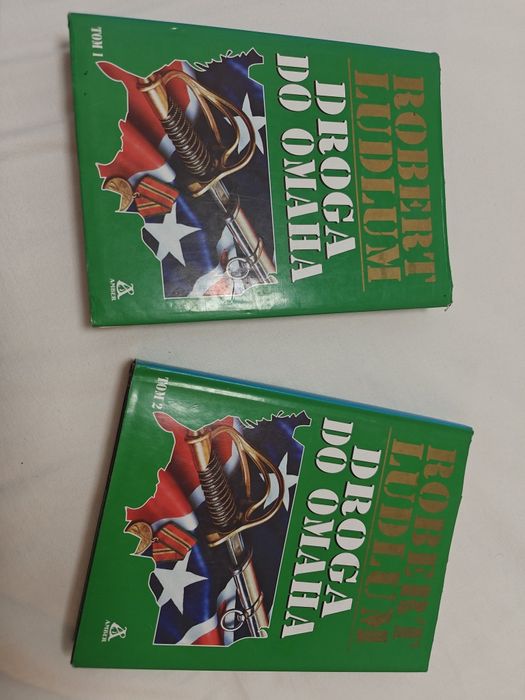 ROBERT
LUDLUM
DROGA
DO OMAHA
AMBER
TOM 1
ROBERT
LUDLUM
DROGA
DO OMAHA
AMBER
TOM 2